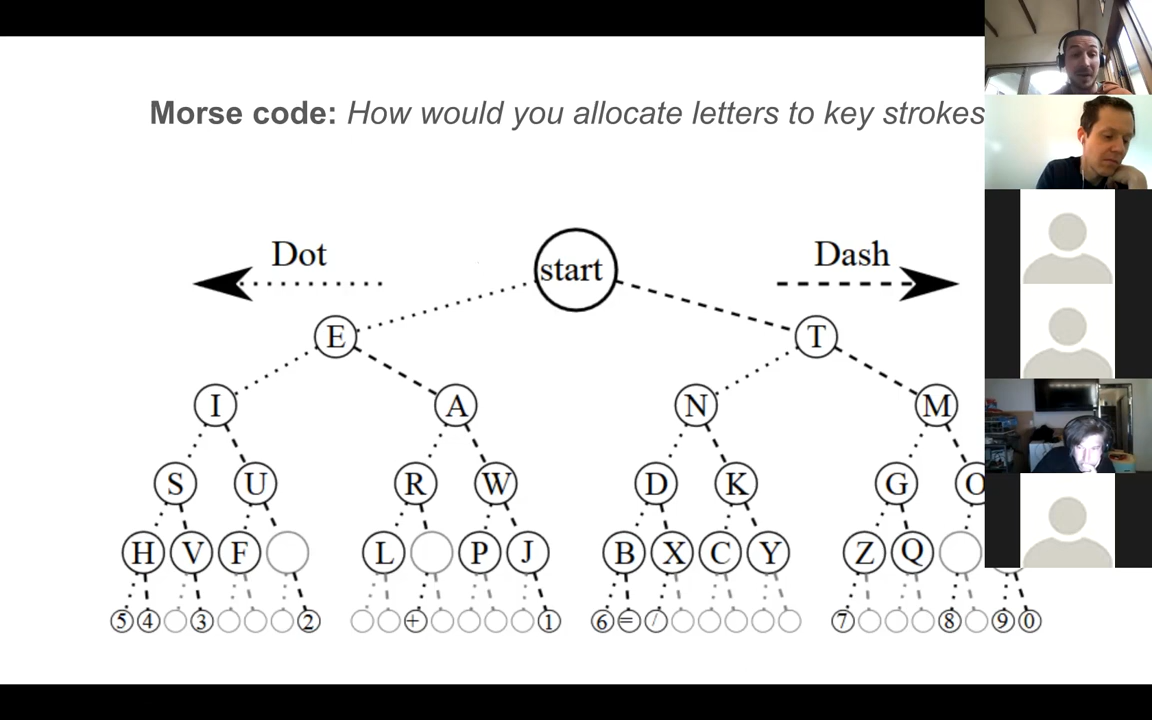 Morse code: How would you allocate letters to key strokes
Dot
start
Dash
E T
I A N M
S U R W D K G O
H V F L P J B X C Y Z Q
5 4 3 2 + 1 6 = / 7 8 9 0